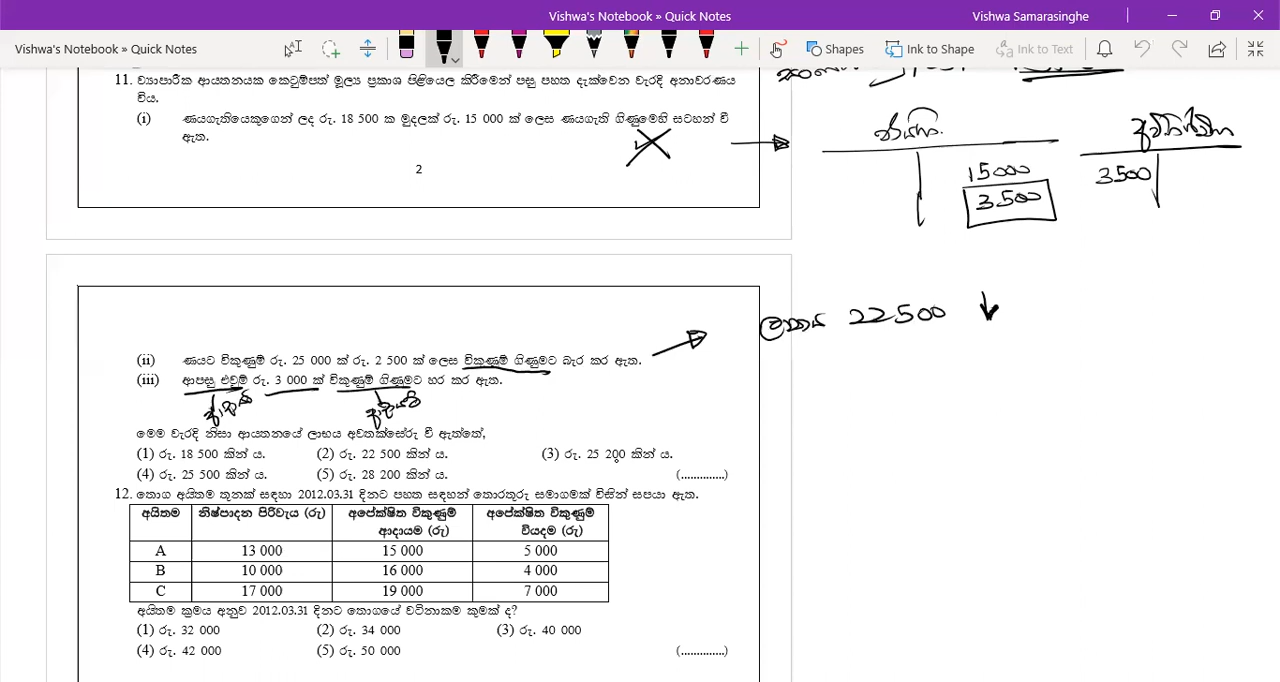 Vishwa's Notebook » Quick Notes
Vishwa Samarasinghe
Vishwa's Notebook » Quick Notes
Shapes
Ink to Shape
Ink to Text
11. ව්‍යාපාරික ආයතනයක කෙටුම්පත් මූල්‍ය ප්‍රකාශ පිළියෙල කිරීමෙන් පසු පහත දැක්වෙන වැරදි අනාවරණය
විය.
(i) ණයගැතියෙකුගෙන් ලද රු. 18 500 ක මුදලක් රු. 15 000 ක් ලෙස ණයගැති ගිණුමෙහි සටහන් වී
ඇත.
2
15000
3500
3500
(ii) ණයට විකුණුම් රු. 25 000 ක් රු. 2 500 ක් ලෙස විකුණුම් ගිණුමට බැර කර ඇත.
ලාභය 22500
(iii) ආපසු එවුම් රු. 3 000 ක් විකුණුම් ගිණුමට හර කර ඇත.
මෙම වැරදි නිසා ආයතනයේ ලාභය අවතක්සේරු වී ඇත්තේ,
(1) රු. 18 500 කින් ය. (2) රු. 22 500 කින් ය. (3) රු. 25 200 කින් ය.
(4) රු. 25 500 කින් ය. (5) රු. 28 200 කින් ය. (..............)
12. තොග අයිතම තුනක් සඳහා 2012.03.31 දිනට පහත සඳහන් තොරතුරු සමාගමක් විසින් සපයා ඇත.
අයිතම නිෂ්පාදන පිරිවැය (රු) අපේක්ෂිත විකුණුම් ආදායම (රු) අපේක්ෂිත විකුණුම් වියදම (රු)
A 13 000 15 000 5 000
B 10 000 16 000 4 000
C 17 000 19 000 7 000
අයිතම ක්‍රමය අනුව 2012.03.31 දිනට තොගයේ වටිනාකම කුමක් ද?
(1) රු. 32 000 (2) රු. 34 000 (3) රු. 40 000
(4) රු. 42 000 (5) රු. 50 000 (..............)